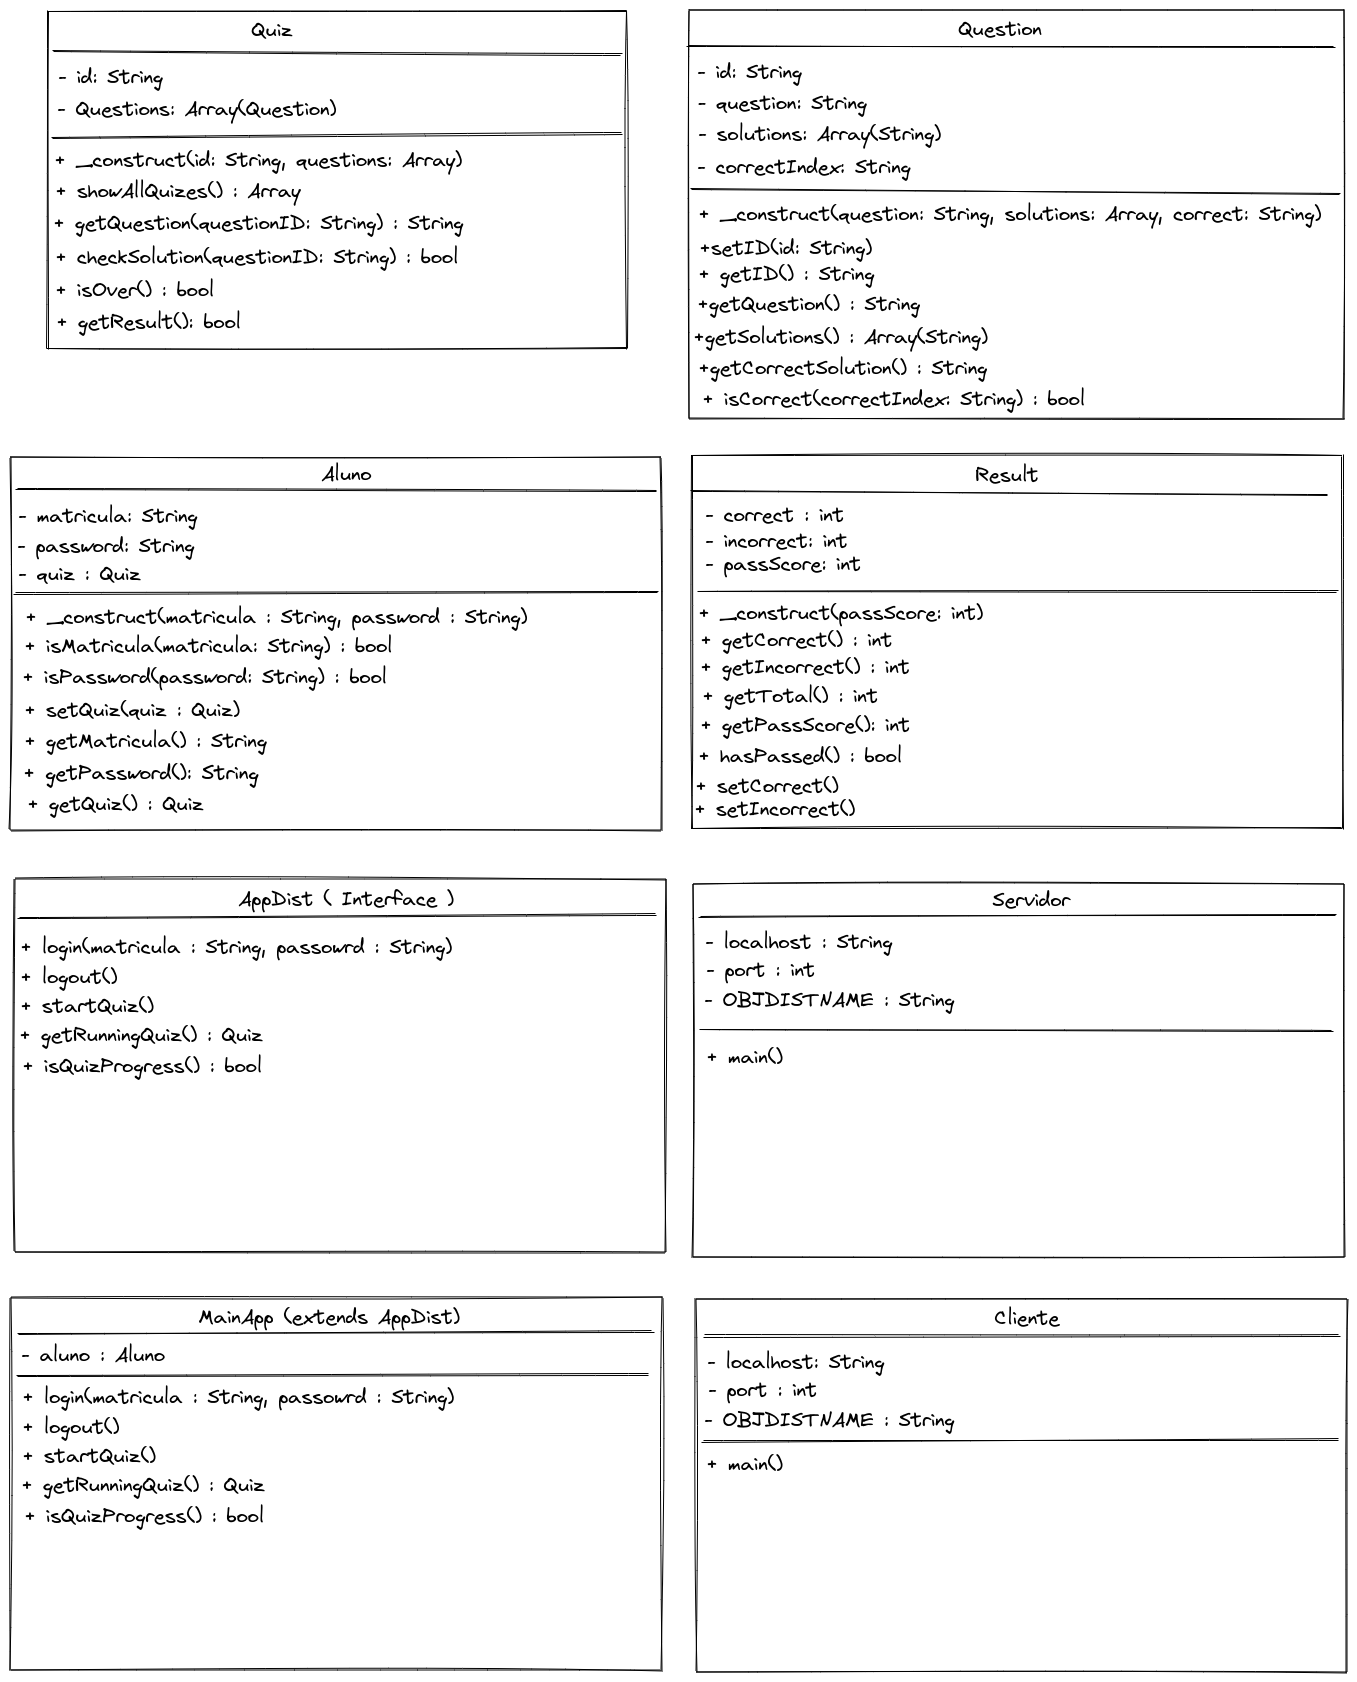 Quiz
- id: String
- Questions: Array(Question)
+ __construct(id: String, questions: Array)
+ showAllQuizes() : Array
+ getQuestion(questionID: String) : String
+ checkSolution(questionID: String) : bool
+ isOver() : bool
+ getResult(): bool
Question
- id: String
- question: String
- solutions: Array(String)
- correctIndex: String
+ __construct(question: String, solutions: Array, correct: String)
+setID(id: String)
+ getID() : String
+getQuestion() : String
+getSolutions() : Array(String)
+getCorrectSolution() : String
+ isCorrect(correctIndex: String) : bool
Aluno
- matricula: String
- password: String
- quiz : Quiz
+ __construct(matricula : String, password : String)
+ isMatricula(matricula: String) : bool
+ isPassword(password: String) : bool
+ setQuiz(quiz : Quiz)
+ getMatricula() : String
+ getPassword(): String
+ getQuiz() : Quiz
Result
- correct : int
- incorrect: int
- passScore: int
+ __construct(passScore: int)
+ getCorrect() : int
+ getIncorrect() : int
+ getTotal() : int
+ getPassScore(): int
+ hasPassed() : bool
+ setCorrect()
+ setIncorrect()
AppDist ( Interface )
+ login(matricula : String, passowrd : String)
+ logout()
+ startQuiz()
+ getRunningQuiz() : Quiz
+ isQuizProgress() : bool
Servidor
- localhost : String
- port : int
- OBJDISTNAME : String
+ main()
MainApp (extends AppDist)
- aluno : Aluno
+ login(matricula : String, passowrd : String)
+ logout()
+ startQuiz()
+ getRunningQuiz() : Quiz
+ isQuizProgress() : bool
Cliente
- localhost: String
- port : int
- OBJDISTNAME : String
+ main()